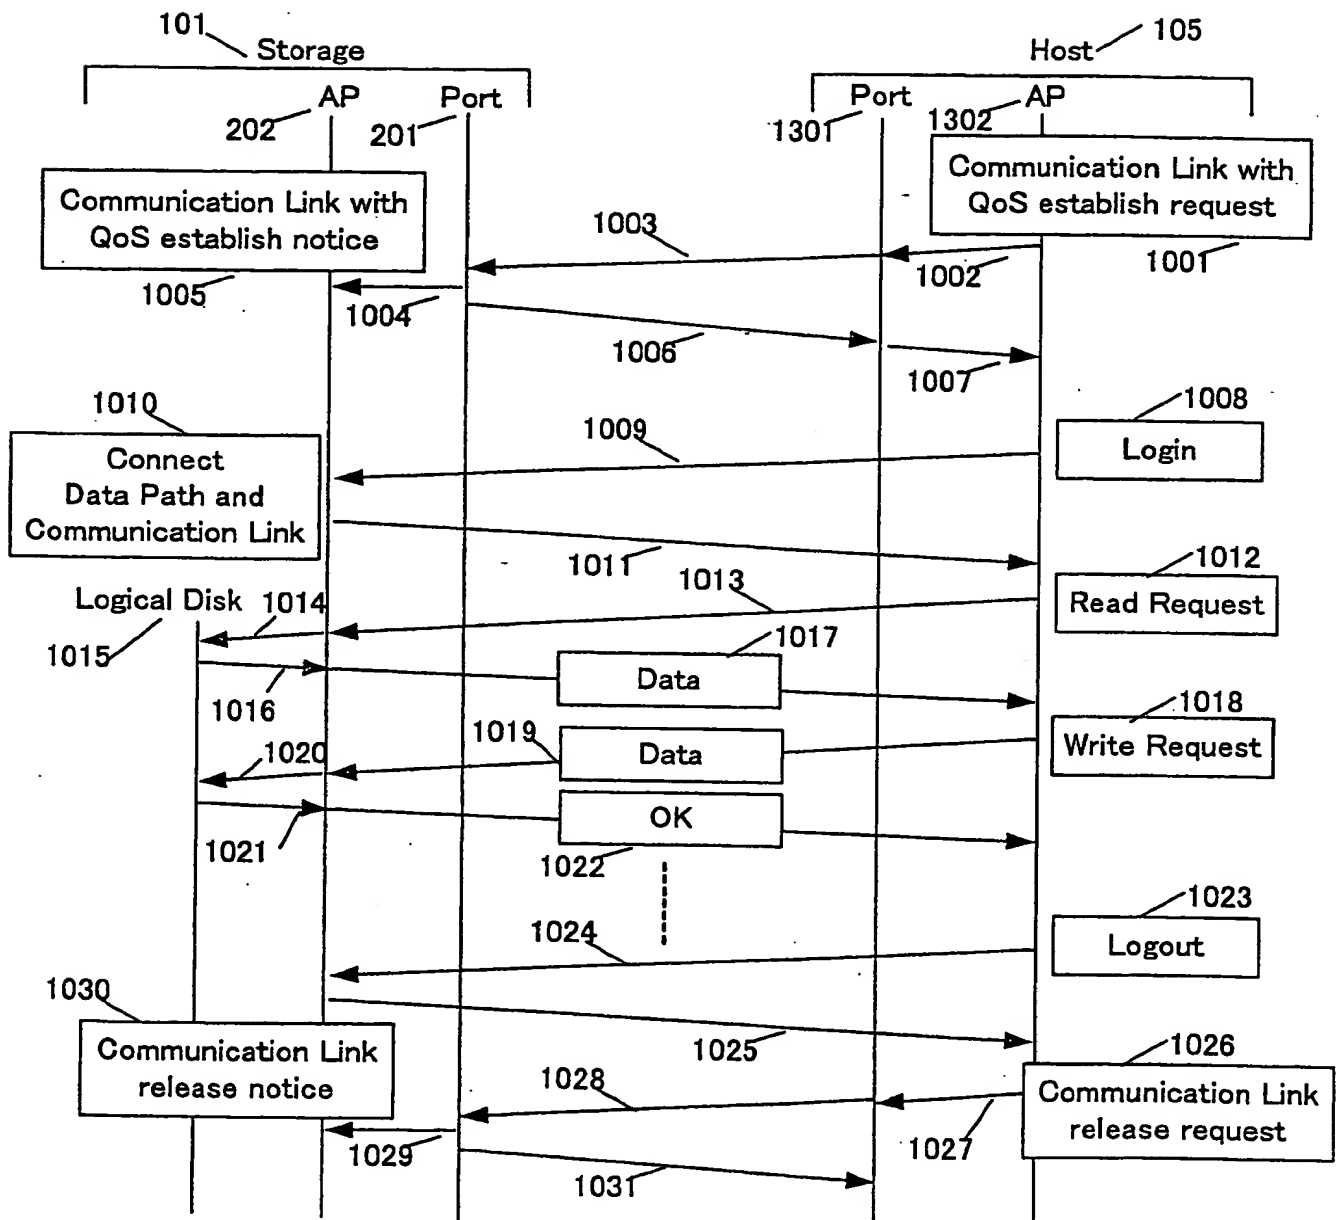 101
Storage
Host
105
AP
Port
Port
AP
202
201
1301
1302
Communication Link with
QoS establish request
Communication Link with
QoS establish notice
1003
1002
1001
1005
1004
1006
1007
1010
1008
1009
Login
Connect
Data Path and
Communication Link
1011
1012
1013
Logical Disk
1014
Read Request
1015
1017
Data
1016
1018
1019
1020
Data
Write Request
OK
1021
1022
1023
1024
Logout
1030
1025
1026
Communication Link
release notice
1028
Communication Link
release request
1029
1027
1031